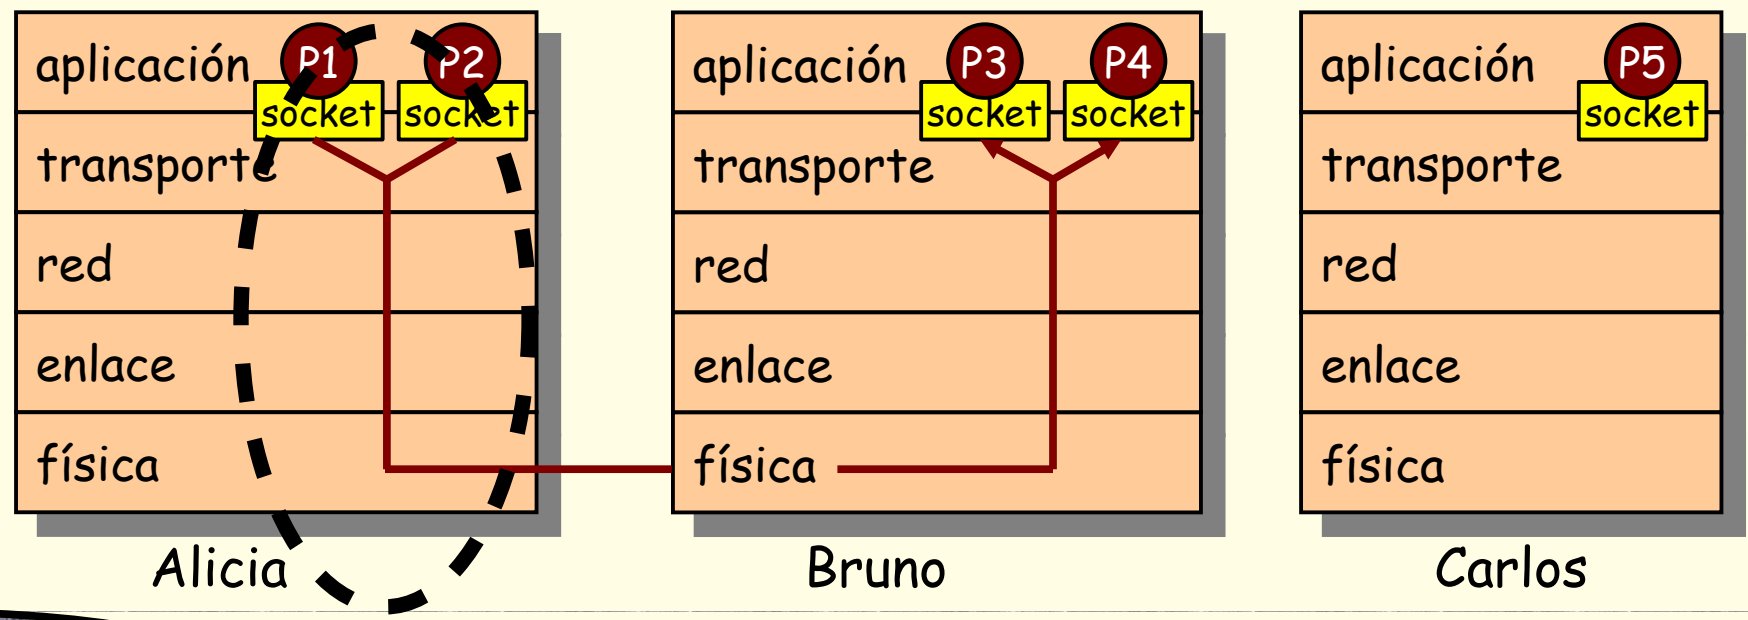 aplicación P1 P2
socket socket
transporte
red
enlace
física
Alicia
aplicación P3 P4
socket socket
transporte
red
enlace
física
Bruno
aplicación P5
socket
transporte
red
enlace
física
Carlos